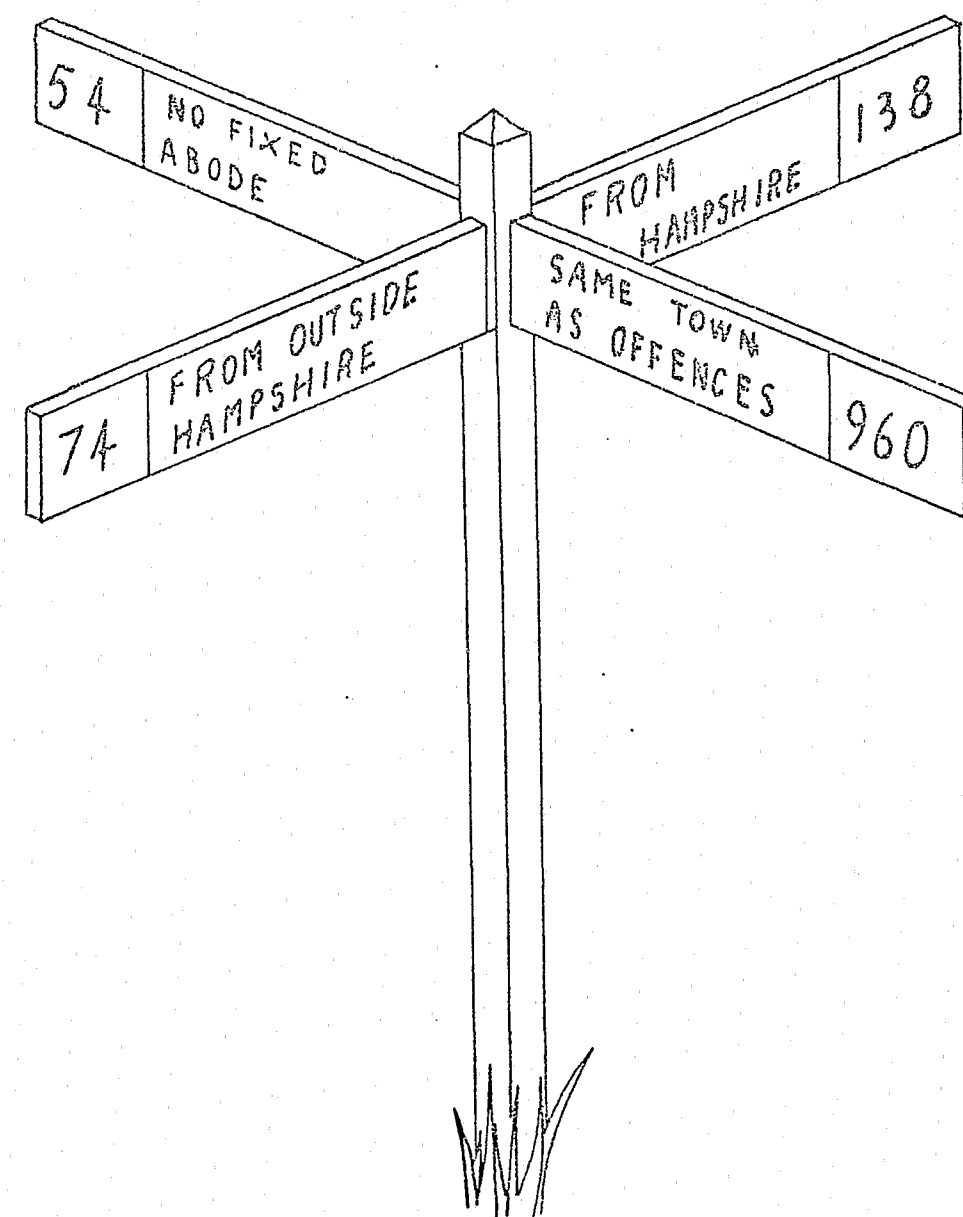 54
NO FIXED
ABODE
138
FROM
HAMPSHIRE
74
FROM OUTSIDE
HAMPSHIRE
SAME TOWN
AS OFFENCES
960